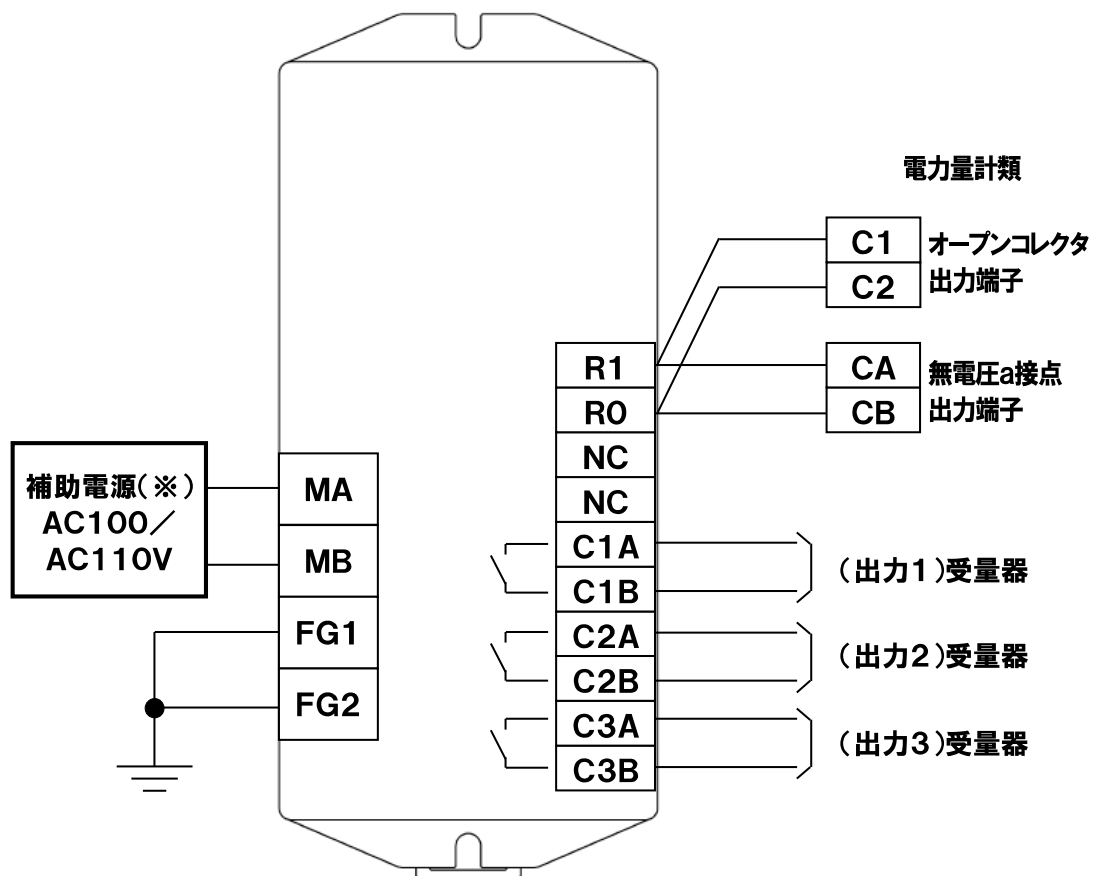 電力量計類
C1
C2
オープンコレクタ
出力端子
R1
R0
NC
NC
C1A
C1B
C2A
C2B
C3A
C3B
CA
CB
無電圧a接点
出力端子
補助電源(※)
AC100/
AC110V
MA
MB
FG1
FG2
(出力1)受量器
(出力2)受量器
(出力3)受量器